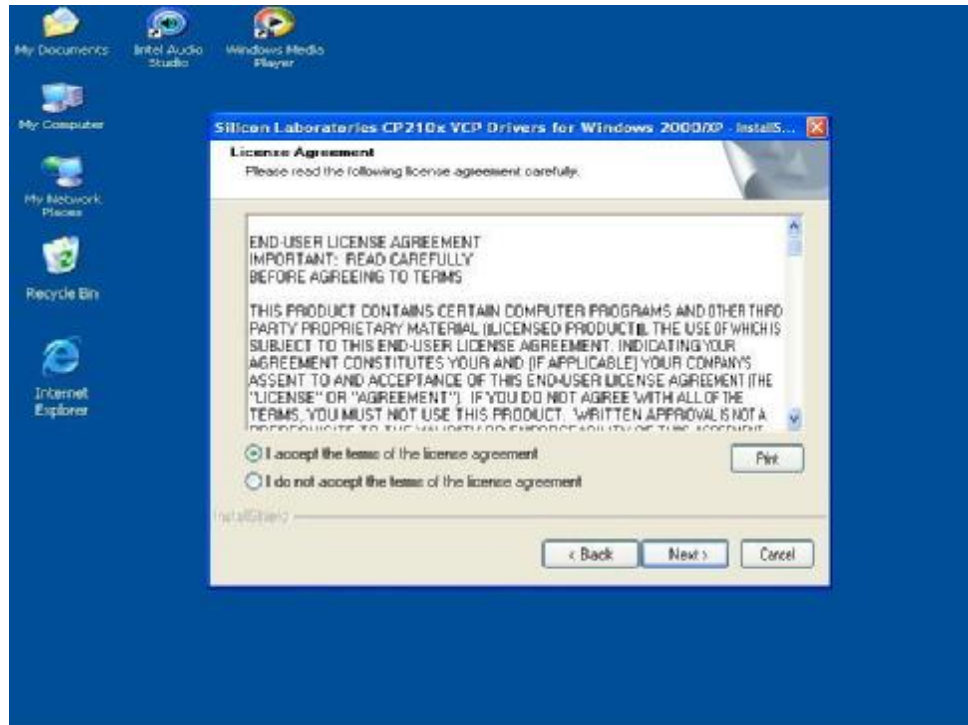 My Documents
Intel Audio
Studio
Windows Media
Player
My Computer
My Network
Places
Recycle Bin
Internet
Explorer
Silicon Laboratories CP210x VCP Drivers for Windows 2000/XP - InstallS...
License Agreement
Please read the following license agreement carefully.
END-USER LICENSE AGREEMENT
IMPORTANT: READ CAREFULLY
BEFORE AGREEING TO TERMS
THIS PRODUCT CONTAINS CERTAIN COMPUTER PROGRAMS AND OTHER THIRD
PARTY PROPRIETARY MATERIAL (LICENSED PRODUCT), THE USE OF WHICH IS
SUBJECT TO THIS END-USER LICENSE AGREEMENT. INDICATING YOUR
AGREEMENT CONSTITUTES YOUR AND (IF APPLICABLE) YOUR COMPANY'S
ASSENT TO AND ACCEPTANCE OF THIS END-USER LICENSE AGREEMENT (THE
"LICENSE" OR "AGREEMENT"). IF YOU DO NOT AGREE WITH ALL OF THE
TERMS, YOU MUST NOT USE THIS PRODUCT. WRITTEN APPROVAL IS NOT A
I accept the terms of the license agreement
Print
I do not accept the terms of the license agreement
InstallShield
< Back
Next >
Cancel